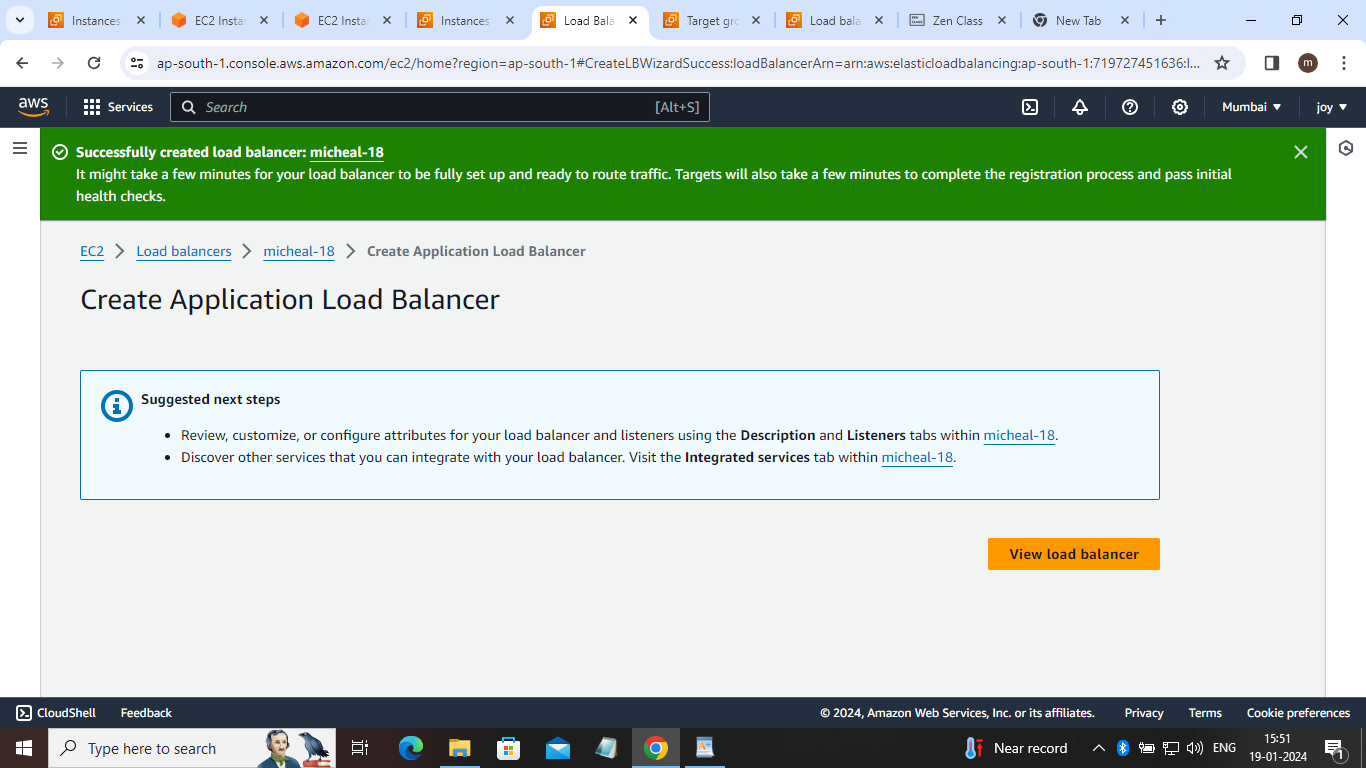 Instances
EC2 Instan
EC2 Instan
Instances
Load Bala
Target gro
Load bala
Zen Class
New Tab
ap-south-1.console.aws.amazon.com/ec2/home?region=ap-south-1#CreateLBWizardSuccess:loadBalancerArn=arn:aws:elasticloadbalancing:ap-south-1:719727451636:l...
m
aws
Services
Search
[Alt+S]
Mumbai
joy
Successfully created load balancer: micheal-18
It might take a few minutes for your load balancer to be fully set up and ready to route traffic. Targets will also take a few minutes to complete the registration process and pass initial
health checks.
EC2 > Load balancers > micheal-18 > Create Application Load Balancer
Create Application Load Balancer
Suggested next steps
• Review, customize, or configure attributes for your load balancer and listeners using the Description and Listeners tabs within micheal-18.
• Discover other services that you can integrate with your load balancer. Visit the Integrated services tab within micheal-18.
View load balancer
CloudShell
Feedback
© 2024, Amazon Web Services, Inc. or its affiliates.
Privacy
Terms
Cookie preferences
Type here to search
Near record
ENG
15:51
19-01-2024
1